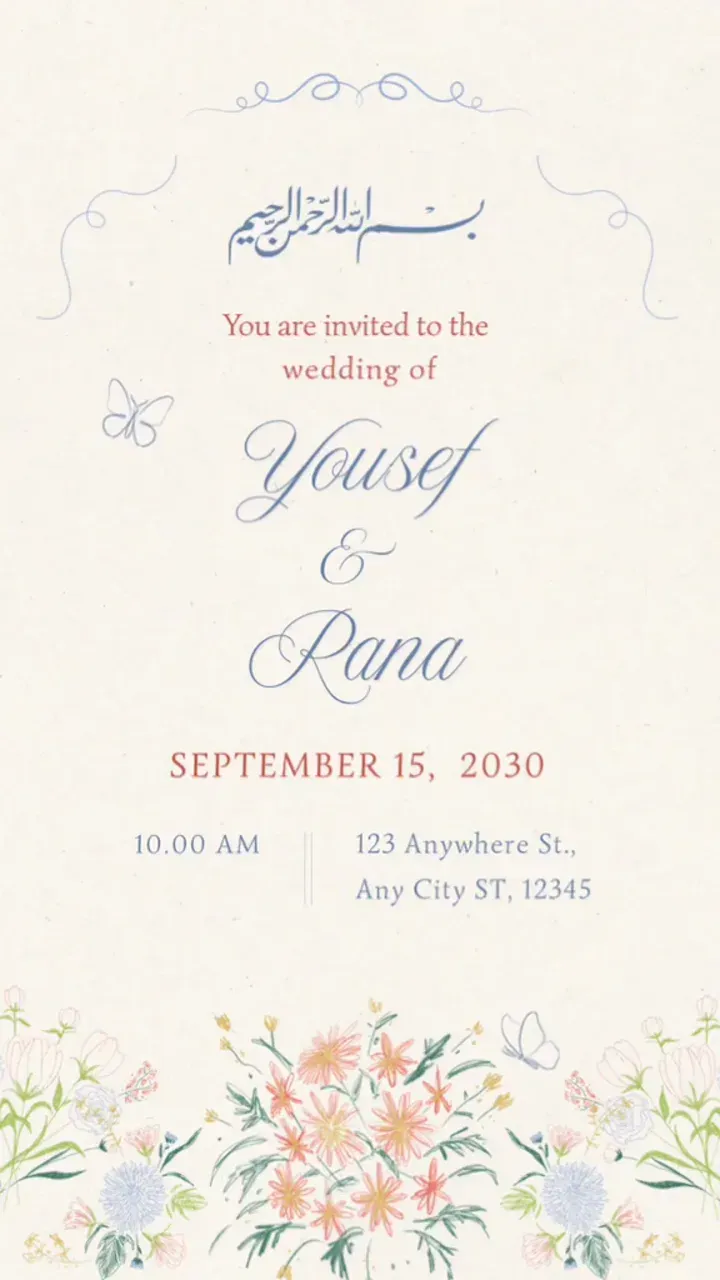 بسم الله الرحمن الرحيم
You are invited to the
wedding of
Yousef
&
Rana
SEPTEMBER 15, 2030
10.00 AM
123 Anywhere St.,
Any City ST, 12345